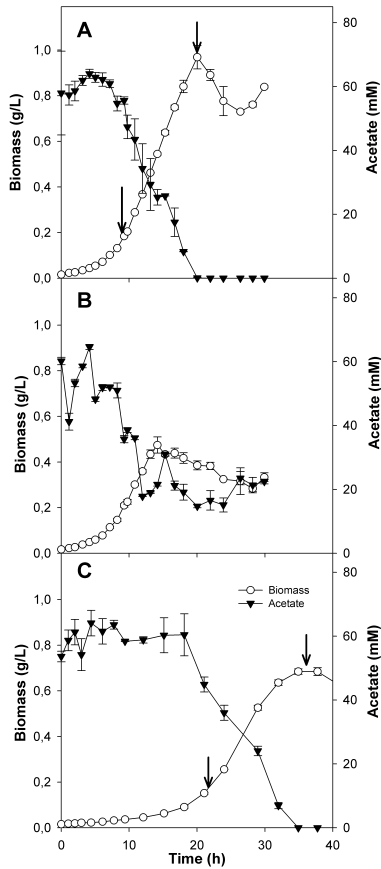 A
1,0
0,8
0,6
0,4
0,2
0,0
Biomass (g/L)
80
60
40
20
0
Acetate (mM)
B
1,0
0,8
0,6
0,4
0,2
0,0
Biomass (g/L)
80
60
40
20
0
Acetate (mM)
C
Biomass
Acetate
1,0
0,8
0,6
0,4
0,2
0,0
Biomass (g/L)
80
60
40
20
0
Acetate (mM)
0 10 20 30 40
Time (h)